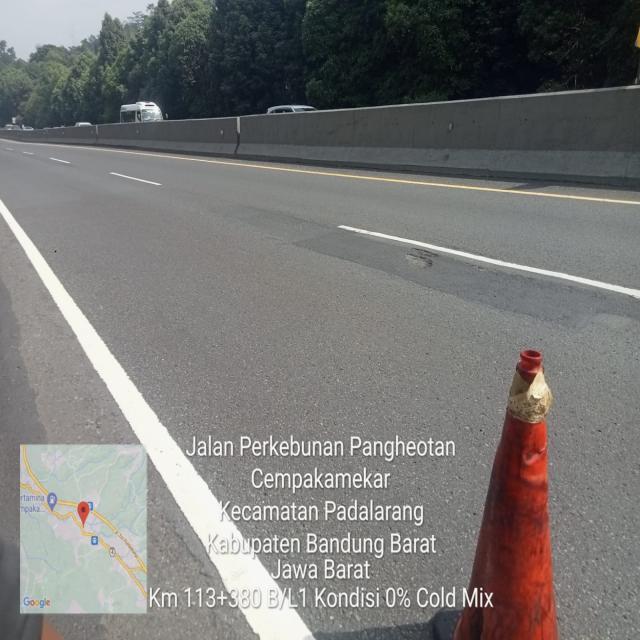 Jalan Perkebunan Pangheotan
Cempakamekar
Kecamatan Padalarang
Kabupaten Bandung Barat
Jawa Barat
Km 113+380 B/L1 Kondisi 0% Cold Mix
Google